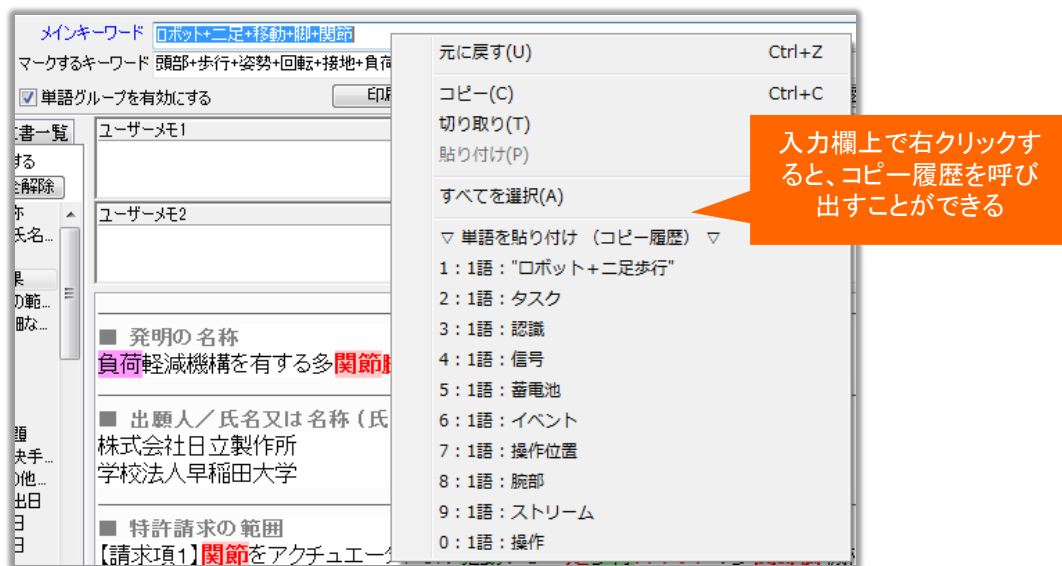 メインキーワード ロボット+二足+移動+脚+関節
マークするキーワード 頭部+歩行+姿勢+回転+接地+負荷
単語グループを有効にする
ユーザーメモ1
ユーザーメモ2
■ 発明の名称
負荷軽減機構を有する多関節
■ 出願人／氏名又は名称(氏
株式会社日立製作所
学校法人早稲田大学
■ 特許請求の範囲
【請求項1】関節をアクチュエー
元に戻す(U) Ctrl+Z
コピー(C) Ctrl+C
切り取り(T)
貼り付け(P)
すべてを選択(A)
▽ 単語を貼り付け （コピー履歴） ▽
1：1語："ロボット+二足歩行"
2：1語：タスク
3：1語：認識
4：1語：信号
5：1語：蓄電池
6：1語：イベント
7：1語：操作位置
8：1語：腕部
9：1語：ストリーム
0：1語：操作
入力欄上で右クリックす
ると、コピー履歴を呼び
出すことができる